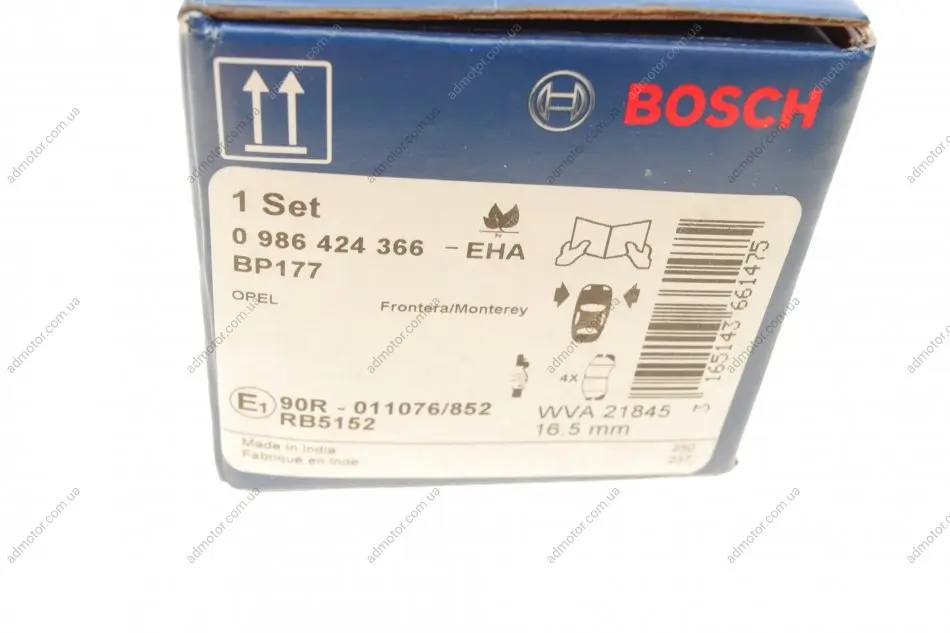 BOSCH
1 Set
0 986 424 366 - EHA
BP177
OPEL
Frontera/Monterey
4X
E1 90R - 011076/852
RB5152
WVA 21845
16.5 mm
3 165143 661475
Made in India
Fabriqué en Inde
admotor.com.ua